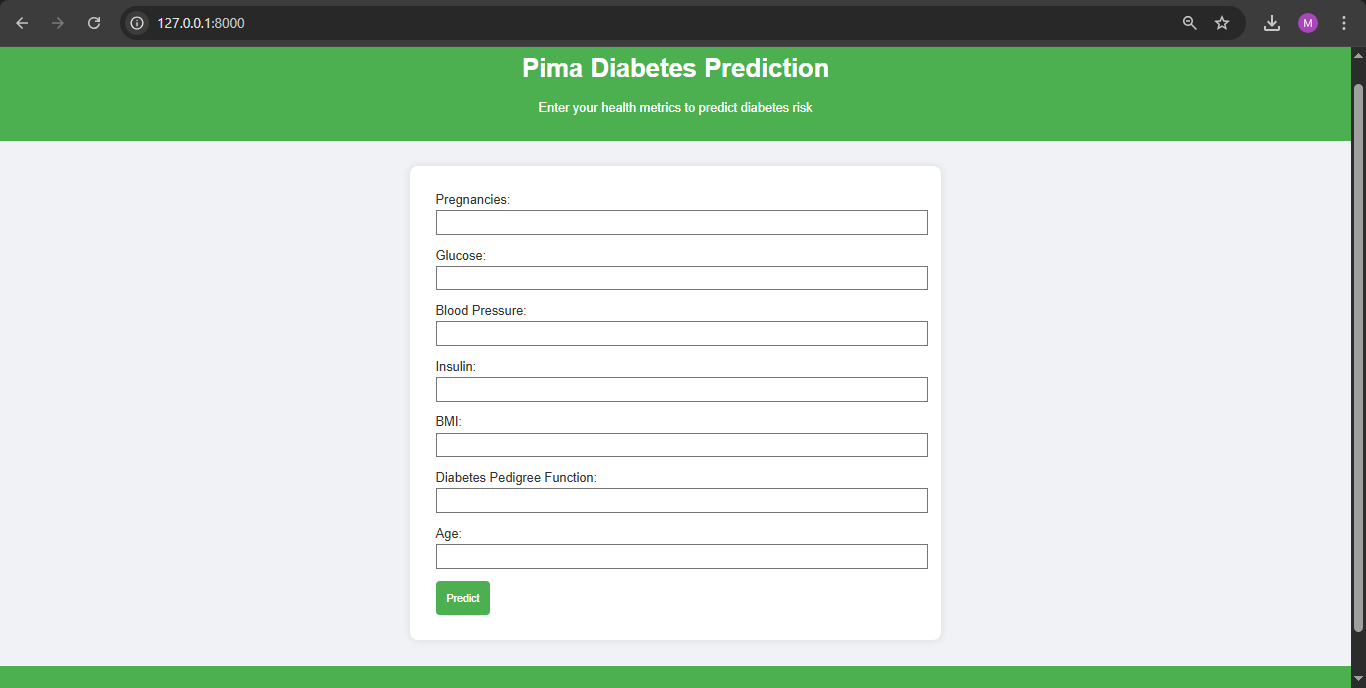 127.0.0.1:8000
M
Pima Diabetes Prediction
Enter your health metrics to predict diabetes risk
Pregnancies:
Glucose:
Blood Pressure:
Insulin:
BMI:
Diabetes Pedigree Function:
Age:
Predict